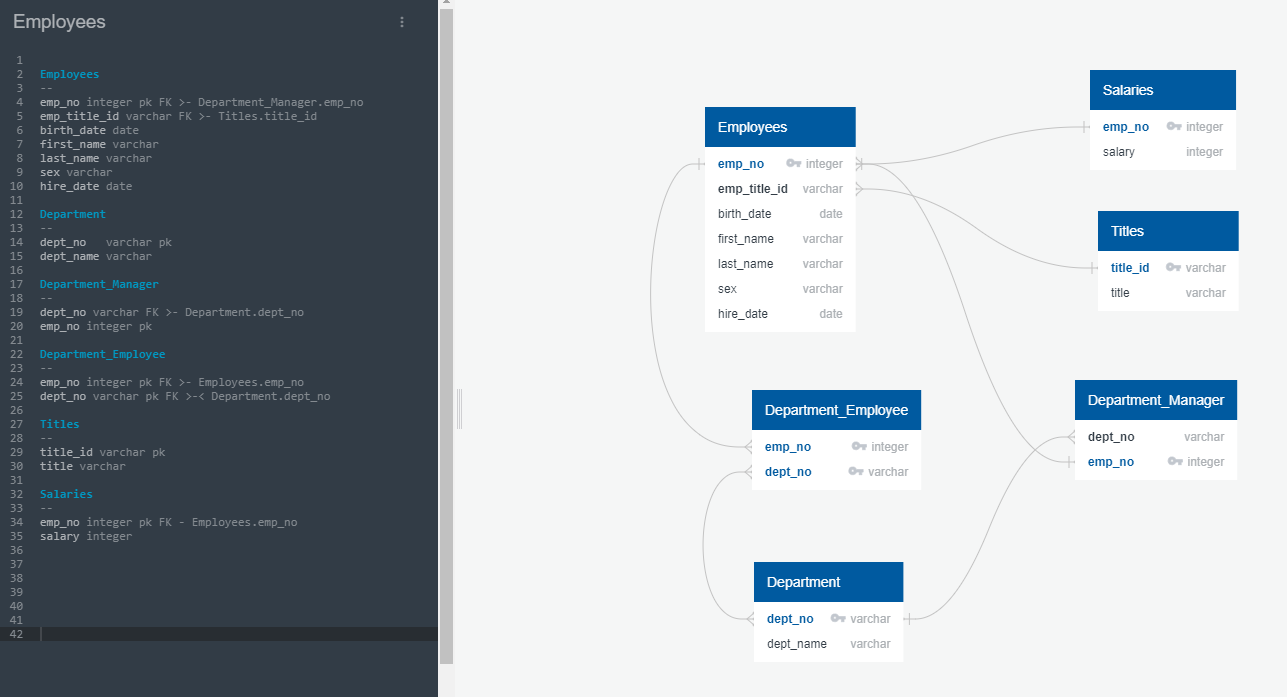 Employees
1
2 Employees
3 --
4 emp_no integer pk FK >- Department_Manager.emp_no
5 emp_title_id varchar FK >- Titles.title_id
6 birth_date date
7 first_name varchar
8 last_name varchar
9 sex varchar
10 hire_date date
11
12 Department
13 --
14 dept_no   varchar pk
15 dept_name varchar
16
17 Department_Manager
18 --
19 dept_no varchar FK >- Department.dept_no
20 emp_no integer pk
21
22 Department_Employee
23 --
24 emp_no integer pk FK >- Employees.emp_no
25 dept_no varchar pk FK >-< Department.dept_no
26
27 Titles
28 --
29 title_id varchar pk
30 title varchar
31
32 Salaries
33 --
34 emp_no integer pk FK - Employees.emp_no
35 salary integer
36
37
38
39
40
41
42
Employees
emp_no integer
emp_title_id varchar
birth_date date
first_name varchar
last_name varchar
sex varchar
hire_date date
Salaries
emp_no integer
salary integer
Titles
title_id varchar
title varchar
Department_Employee
emp_no integer
dept_no varchar
Department_Manager
dept_no varchar
emp_no integer
Department
dept_no varchar
dept_name varchar